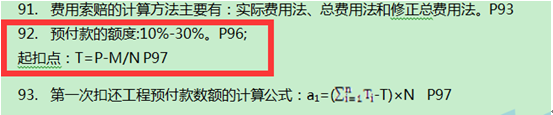 91. 费用索赔的计算方法主要有：实际费用法、总费用法和修正总费用法。P93
92. 预付款的额度:10%-30%。P96;
起扣点：T=P-M/N P97
93. 第一次扣还工程预付款数额的计算公式：a₁=(∑ⁿᵢ₌₁Tᵢ-T)×N P97